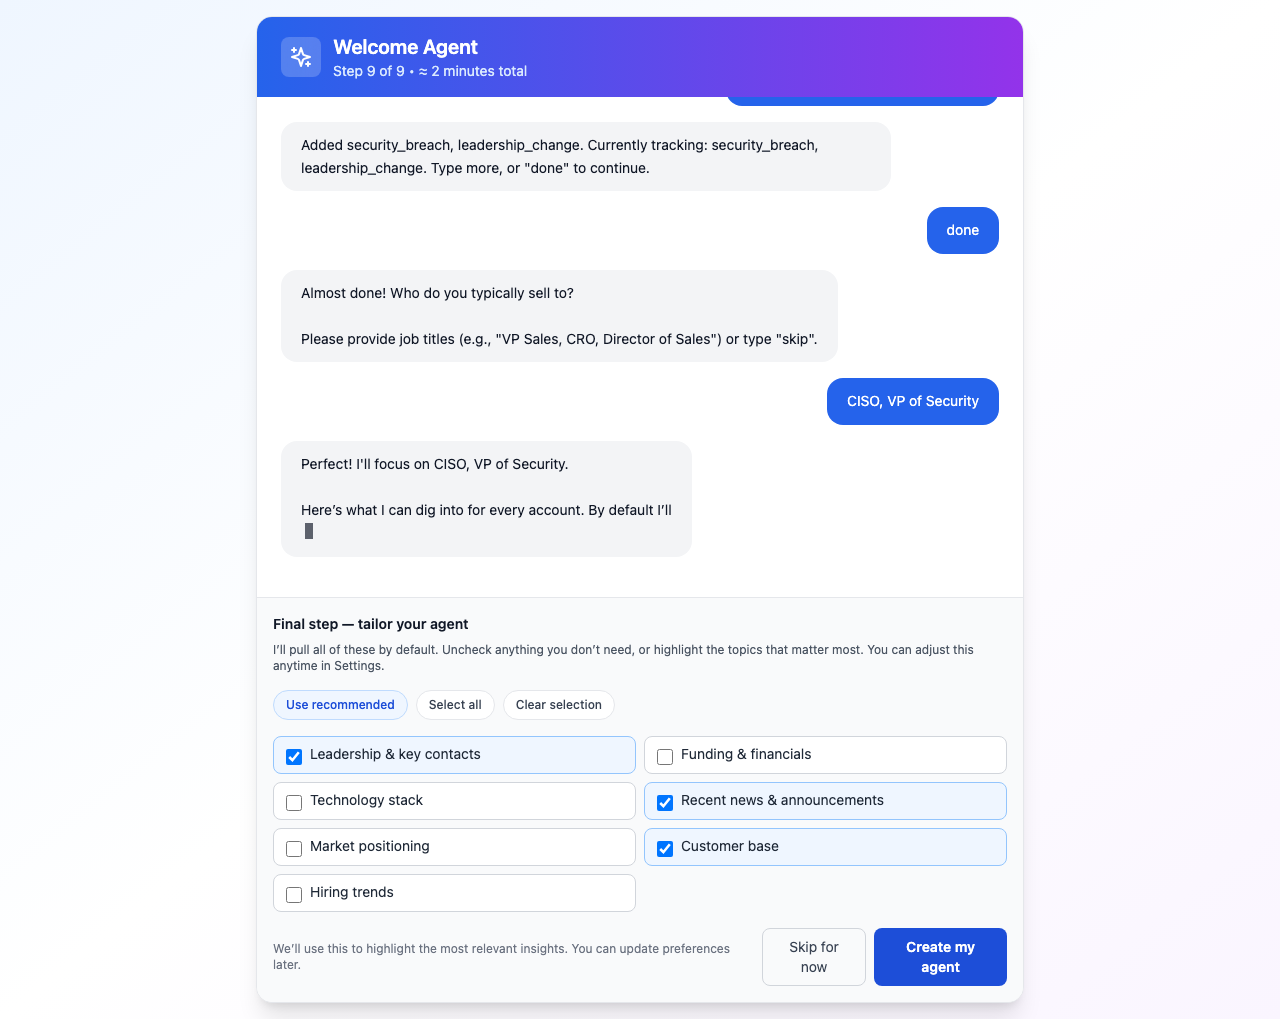 Welcome Agent
Step 9 of 9 • ≈ 2 minutes total
Added security_breach, leadership_change. Currently tracking: security_breach,
leadership_change. Type more, or "done" to continue.
done
Almost done! Who do you typically sell to?
Please provide job titles (e.g., "VP Sales, CRO, Director of Sales") or type "skip".
CISO, VP of Security
Perfect! I'll focus on CISO, VP of Security.
Here’s what I can dig into for every account. By default I’ll
Final step — tailor your agent
I’ll pull all of these by default. Uncheck anything you don’t need, or highlight the topics that matter most. You can adjust this
anytime in Settings.
Use recommended
Select all
Clear selection
Leadership & key contacts
Funding & financials
Technology stack
Recent news & announcements
Market positioning
Customer base
Hiring trends
We’ll use this to highlight the most relevant insights. You can update preferences
later.
Skip for
now
Create my
agent